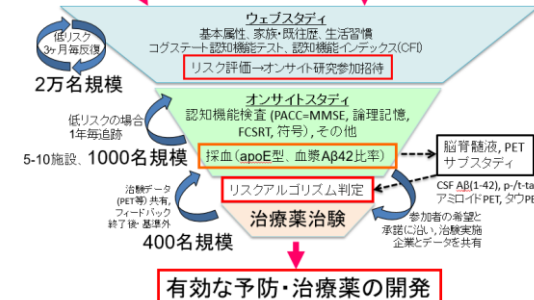 ウェブスタディ
基本属性、家族・既往歴、生活習慣
コグステート認知機能テスト、認知機能インデックス(CFI)
リスク評価→オンサイト研究参加招待
低リスク
3ヶ月毎反復
2万名規模
オンサイトスタディ
認知機能検査 (PACC=MMSE, 論理記憶,
FCSRT, 符号), その他
採血（apoE型、血漿Aβ42比率）
低リスクの場合
1年毎追跡
5-10施設、1000名規模
脳脊髄液, PET
サブスタディ
CSF Aβ(1-42), p-/t-ta
アミロイドPET, タウPE
リスクアルゴリズム判定
治療薬治験
治験データ
(PET等) 共有,
フィードバック
終了後・基準外
400名規模
参加者の希望と
承諾に沿い, 治験実施
企業とデータを共有
有効な予防・治療薬の開発